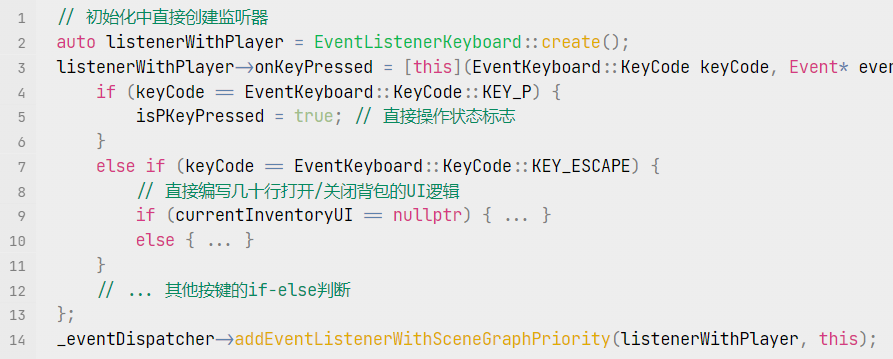 1 // 初始化中直接创建监听器
2 auto listenerWithPlayer = EventListenerKeyboard::create();
3 listenerWithPlayer->onKeyPressed = [this](EventKeyboard::KeyCode keyCode, Event* eve
4 if (keyCode == EventKeyboard::KeyCode::KEY_P) {
5 isPKeyPressed = true; // 直接操作状态标志
6 }
7 else if (keyCode == EventKeyboard::KeyCode::KEY_ESCAPE) {
8 // 直接编写几十行打开/关闭背包的UI逻辑
9 if (currentInventoryUI == nullptr) { ... }
10 else { ... }
11 }
12 // ... 其他按键的if-else判断
13 };
14 _eventDispatcher->addEventListenerWithSceneGraphPriority(listenerWithPlayer, this);